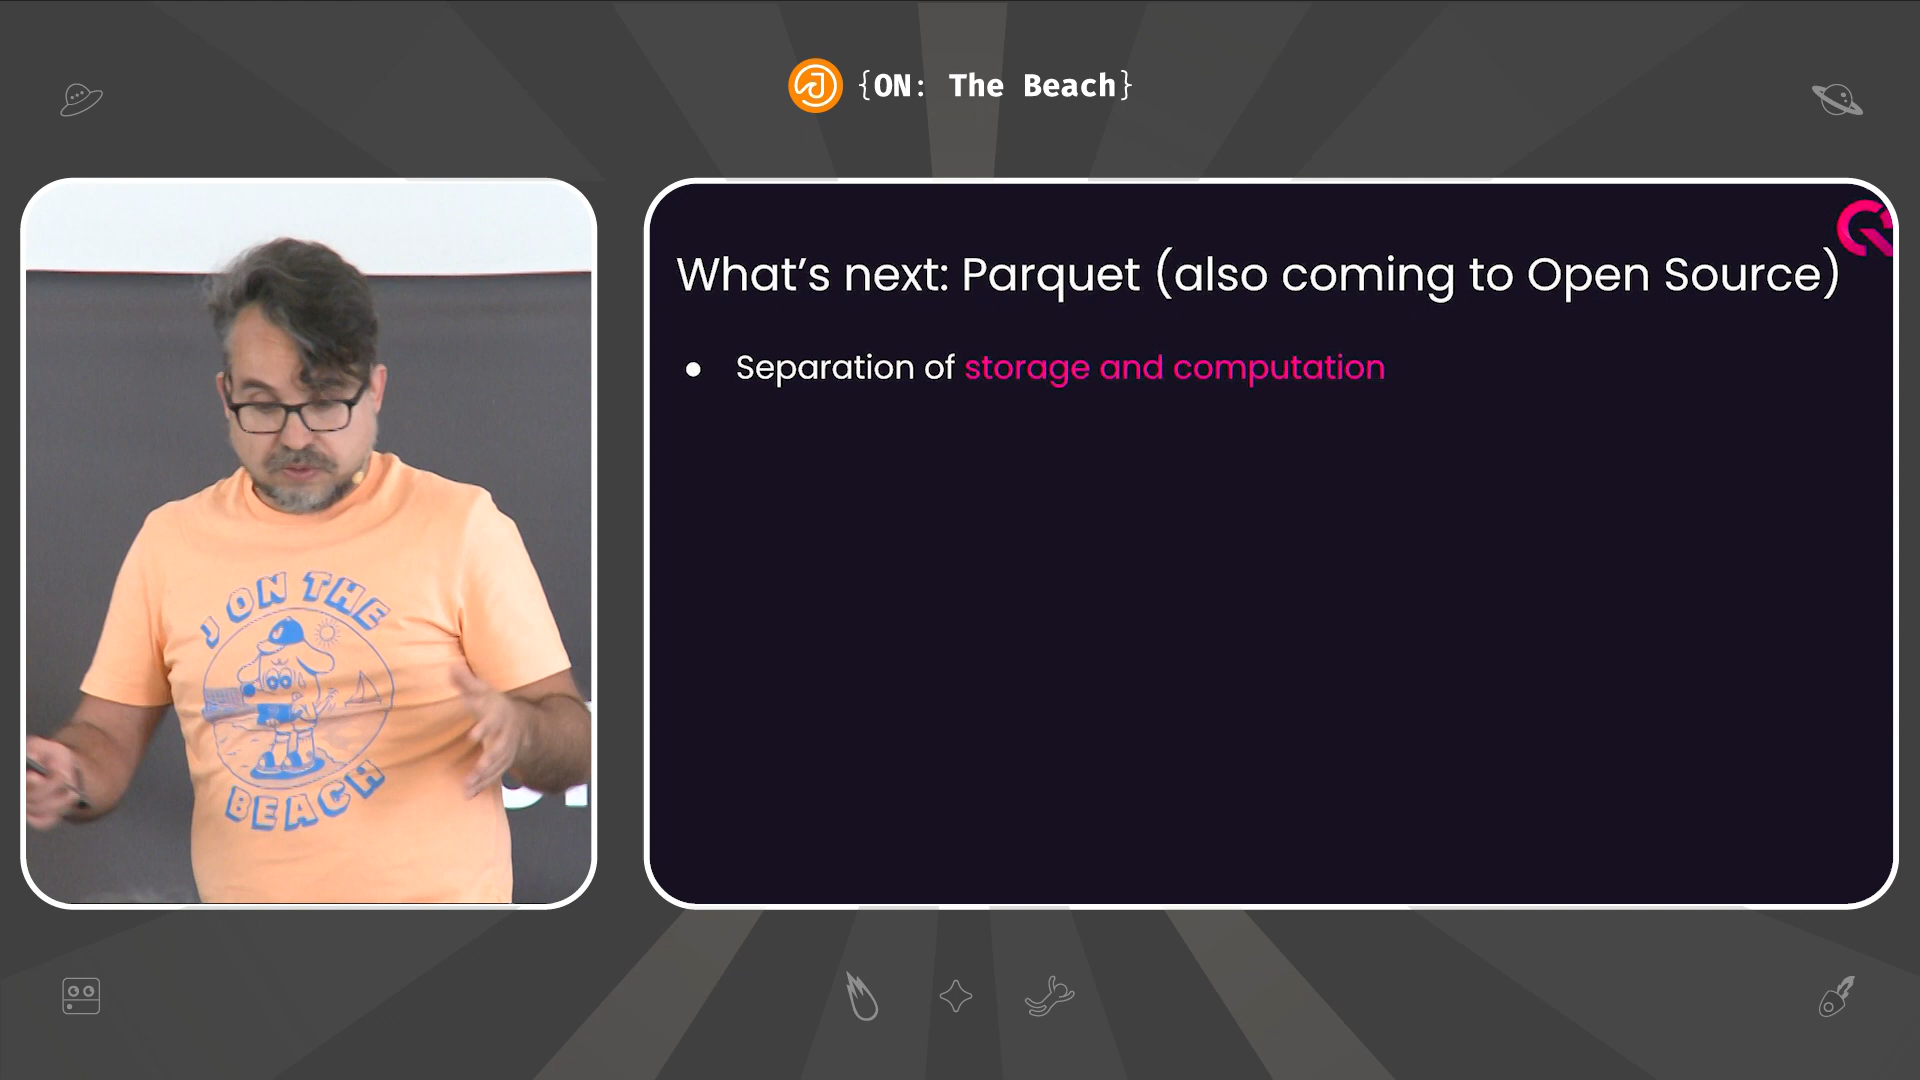 J {ON: The Beach}
What's next: Parquet (also coming to Open Source)
● Separation of storage and computation
J ON THE
J
BEACH